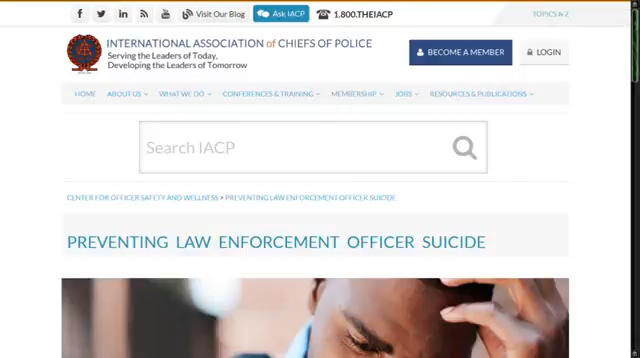 Visit Our Blog
Ask IACP
1.800.THEIACP
TOPICS A-Z
INTERNATIONAL ASSOCIATION of CHIEFS OF POLICE
Serving the Leaders of Today,
Developing the Leaders of Tomorrow
BECOME A MEMBER
LOGIN
HOME ABOUT US WHAT WE DO CONFERENCES & TRAINING MEMBERSHIP JOBS RESOURCES & PUBLICATIONS
Search IACP
CENTER FOR OFFICER SAFETY AND WELLNESS > PREVENTING LAW ENFORCEMENT OFFICER SUICIDE
PREVENTING LAW ENFORCEMENT OFFICER SUICIDE